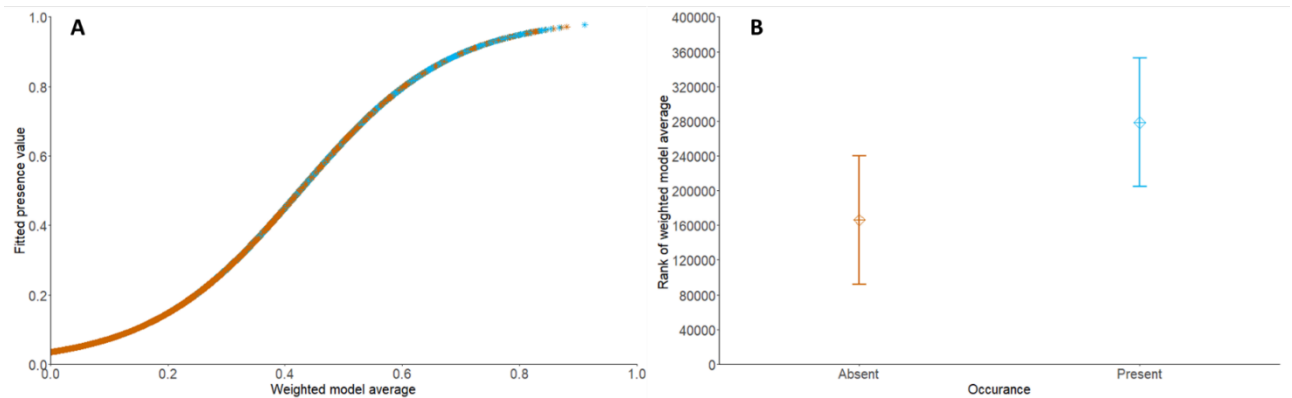 A
1.0
0.8
0.6
0.4
0.2
0.0
Fitted presence value
0.0 0.2 0.4 0.6 0.8 1.0
Weighted model average
B
400000
360000
320000
280000
240000
200000
160000
120000
80000
40000
0
Rank of weighted model average
Absent Present
Occurance